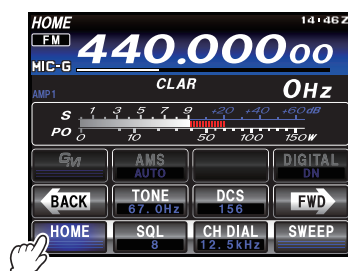 HOME 14:46Z
FM 440.00000
MIC-G
AMP1 CLAR 0Hz
S 1 3 5 7 9 +20 +40 +60dB
PO 0 10 50 100 150W
GM AMS DIGITAL
AUTO DN
BACK TONE DCS FWD
67.0Hz 156
HOME SQL CH DIAL SWEEP
8 12.5kHz